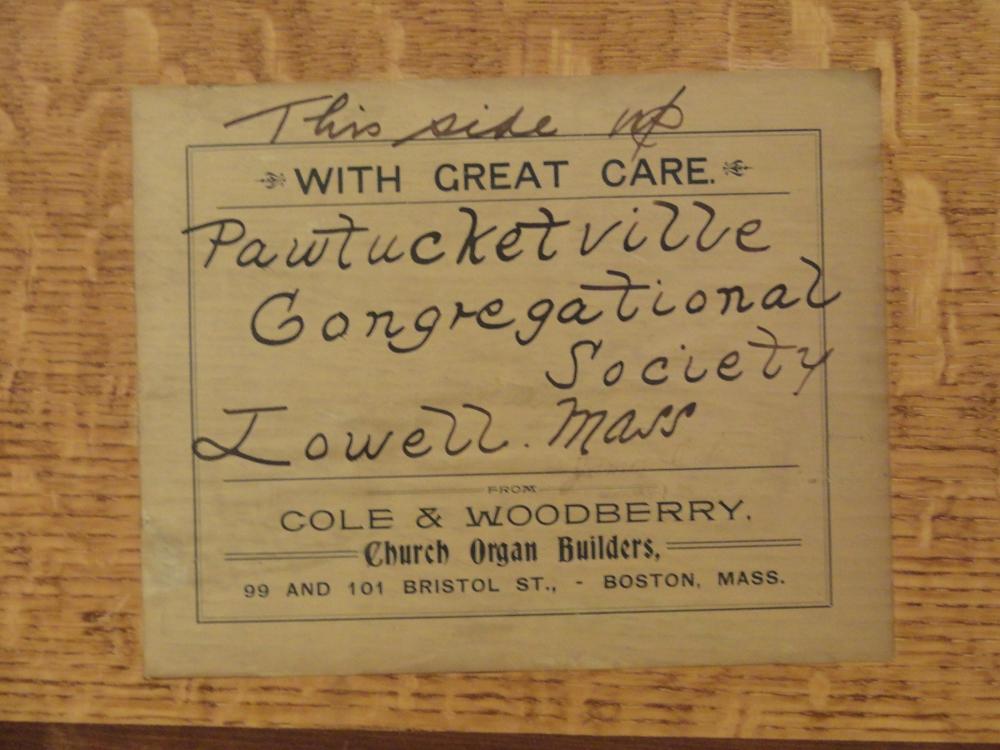 This side up
WITH GREAT CARE.
Pawtucketville
Congregational
Society
Lowell. Mass
FROM
COLE & WOODBERRY.
Church Organ Builders,
99 AND 101 BRISTOL ST., - BOSTON, MASS.